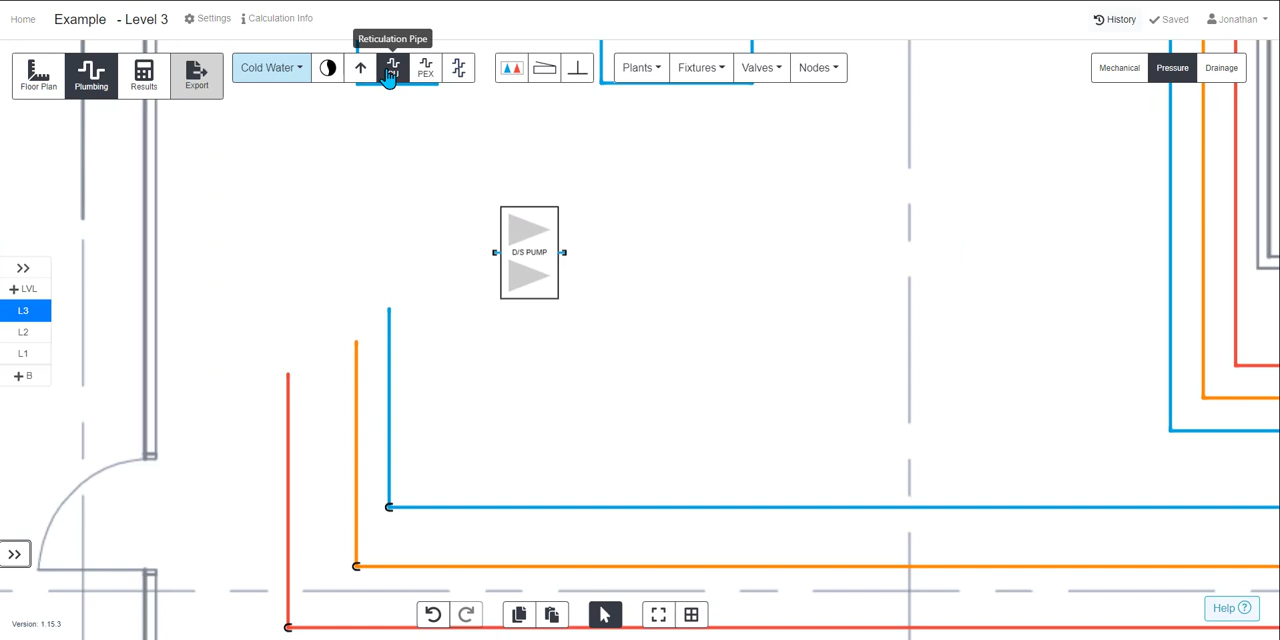 Home Example - Level 3 Settings Calculation Info History Saved Jonathan
Reticulation Pipe
Floor Plan Plumbing Results Export Cold Water PEX Plants Fixtures Valves Nodes Mechanical Pressure Drainage
D/S PUMP
+ LVL
L3
L2
L1
+ B
Version: 1.15.3
Help